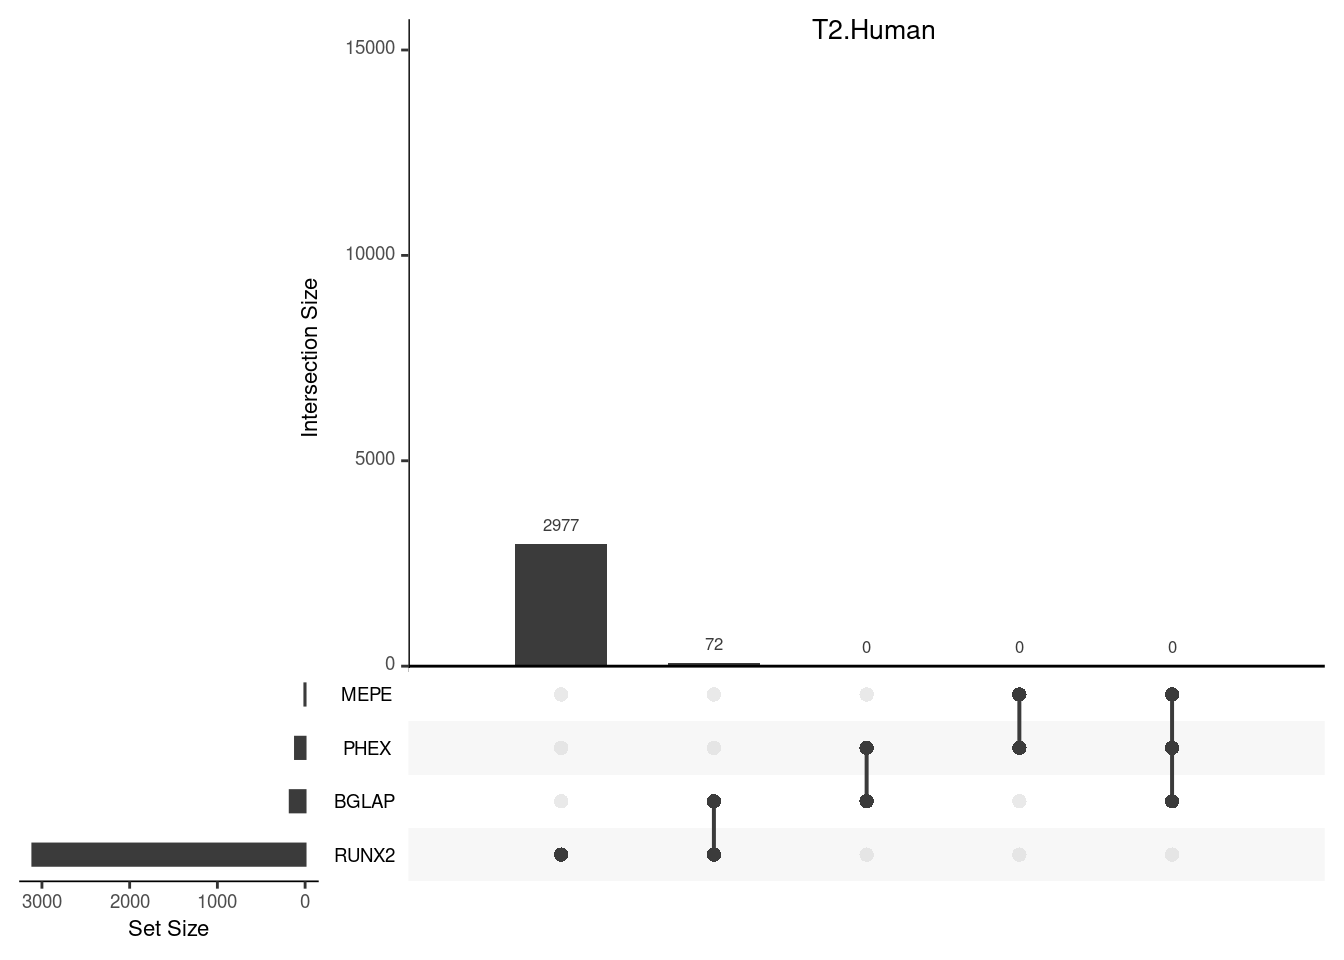 T2.Human
15000
10000
5000
0
Intersection Size
2977
72
0
0
0
MEPE
PHEX
BGLAP
RUNX2
3000
2000
1000
0
Set Size